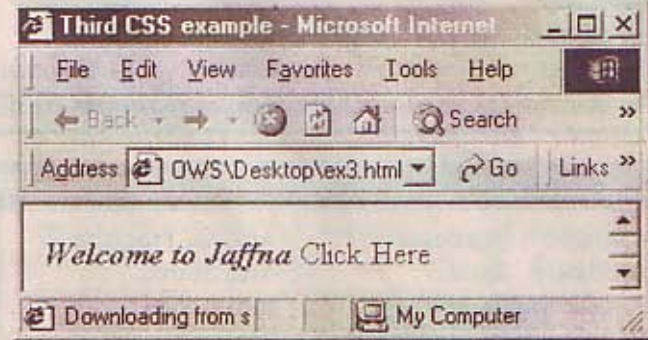 Third CSS example - Microsoft Internet
File Edit View Favorites Tools Help
Back Search
Address OWS\Desktop\ex3.html Go Links
Welcome to Jaffna Click Here
Downloading from s My Computer